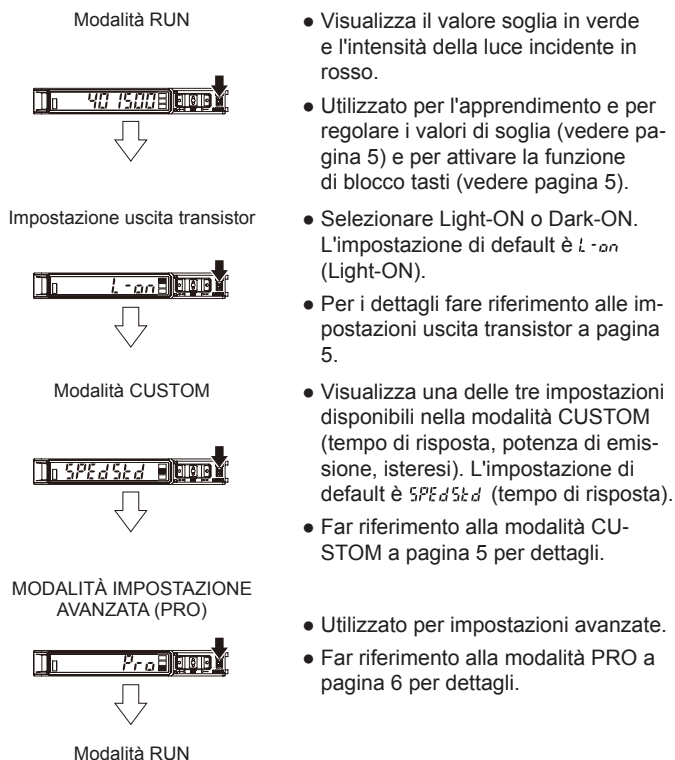 Modalità RUN
40 1500
● Visualizza il valore soglia in verde
e l'intensità della luce incidente in
rosso.
● Utilizzato per l'apprendimento e per
regolare i valori di soglia (vedere pa-
gina 5) e per attivare la funzione
di blocco tasti (vedere pagina 5).
Impostazione uscita transistor
L-on
● Selezionare Light-ON o Dark-ON.
L'impostazione di default è L-on
(Light-ON).
● Per i dettagli fare riferimento alle im-
postazioni uscita transistor a pagina
5.
Modalità CUSTOM
SPEdStd
● Visualizza una delle tre impostazioni
disponibili nella modalità CUSTOM
(tempo di risposta, potenza di emis-
sione, isteresi). L'impostazione di
default è SPEdStd (tempo di risposta).
● Far riferimento alla modalità CU-
STOM a pagina 5 per dettagli.
MODALITÀ IMPOSTAZIONE
AVANZATA (PRO)
Pro
● Utilizzato per impostazioni avanzate.
● Far riferimento alla modalità PRO a
pagina 6 per dettagli.
Modalità RUN